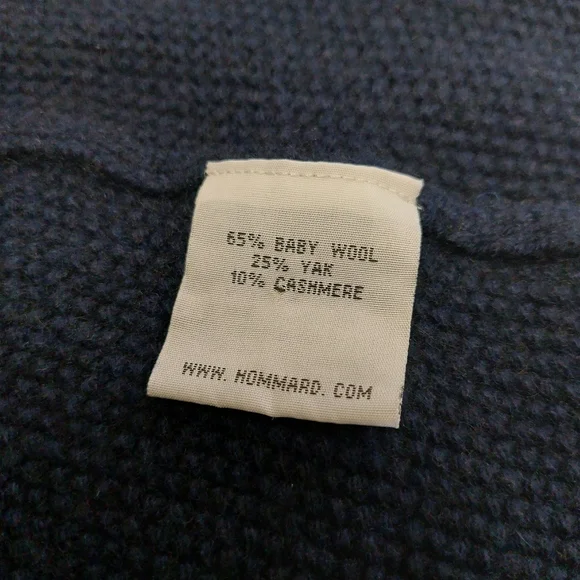 65% BABY WOOL
25% YAK
10% CASHMERE
WWW. HOMMARD. COM